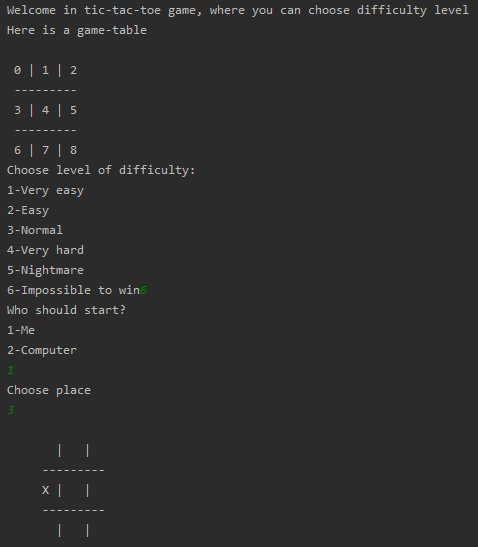 Welcome in tic-tac-toe game, where you can choose difficulty level
Here is a game-table
0 | 1 | 2
---------
3 | 4 | 5
---------
6 | 7 | 8
Choose level of difficulty:
1-Very easy
2-Easy
3-Normal
4-Very hard
5-Nightmare
6-Impossible to win6
Who should start?
1-Me
2-Computer
1
Choose place
3
  |   |
---------
X |   |
---------
  |   |